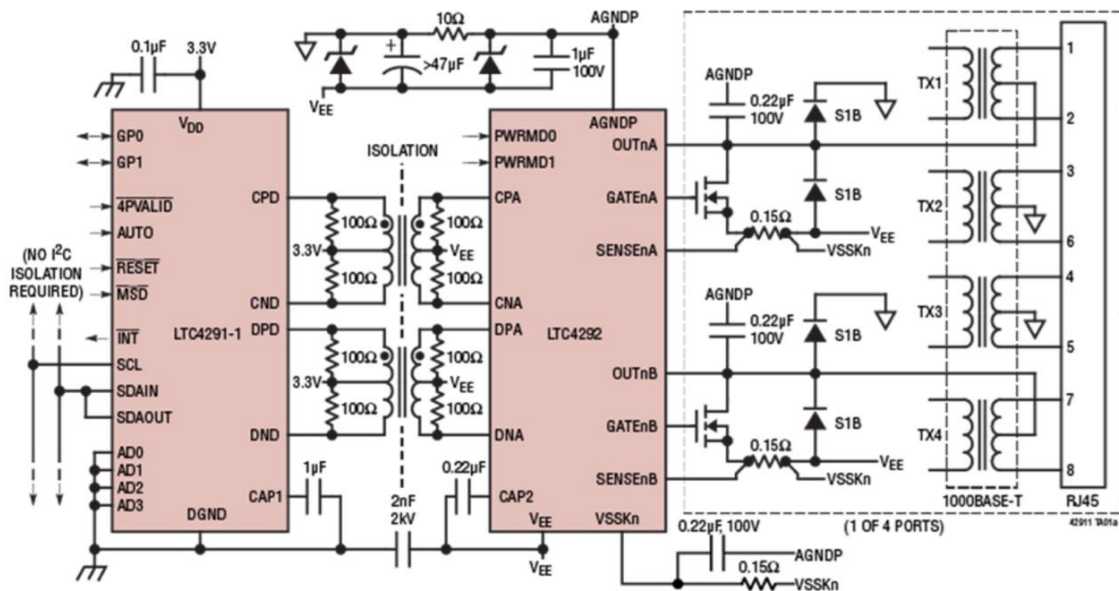 0.1µF
3.3V
10Ω
AGNDP
>47µF
1µF
100V
VEE
VDD
GP0
GP1
4PVALID
AUTO
RESET
MSD
INT
SCL
SDAIN
SDAOUT
AD0
AD1
AD2
AD3
(NO I²C
ISOLATION
REQUIRED)
LTC4291-1
CPD
CND
DPD
DND
CAP1
DGND
ISOLATION
100Ω
3.3V
100Ω
100Ω
VEE
100Ω
100Ω
3.3V
100Ω
100Ω
VEE
100Ω
1µF
2nF
2kV
0.22µF
PWRMD0
PWRMD1
CPA
CNA
DPA
DNA
CAP2
VEE
VEE
LTC4292
AGNDP
OUTnA
GATEnA
SENSEnA
OUTnB
GATEnB
SENSEnB
VSSKn
AGNDP
0.22µF
100V
S1B
S1B
0.15Ω
VEE
VSSKn
AGNDP
0.22µF
100V
S1B
S1B
0.15Ω
VEE
VSSKn
0.22µF, 100V
AGNDP
0.15Ω
VSSKn
TX1
TX2
TX3
TX4
1
2
3
6
4
5
7
8
1000BASE-T
RJ45
(1 OF 4 PORTS)
42911 TA01a